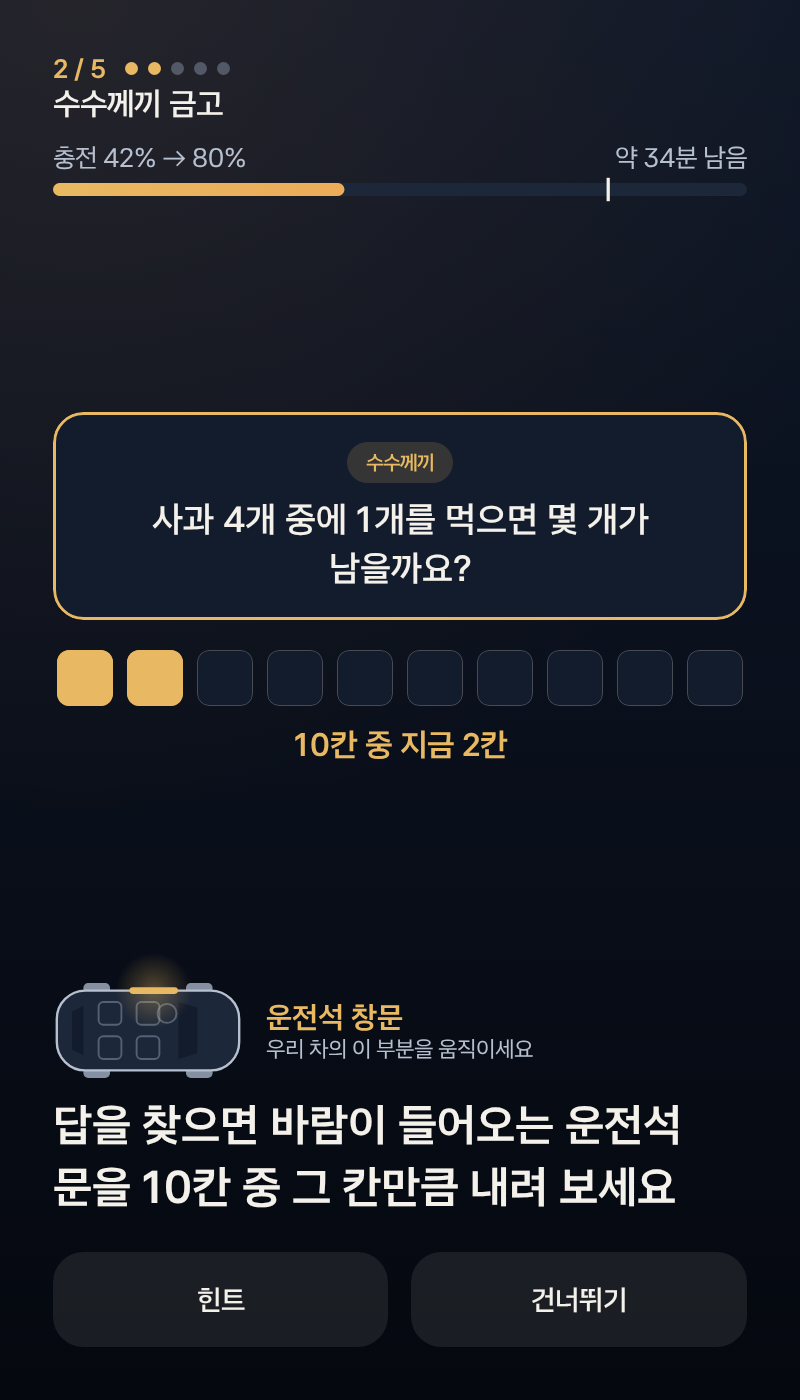 2 / 5
수수께끼 금고
충전 42% → 80%
약 34분 남음
수수께끼
사과 4개 중에 1개를 먹으면 몇 개가
남을까요?
10칸 중 지금 2칸
운전석 창문
우리 차의 이 부분을 움직이세요
답을 찾으면 바람이 들어오는 운전석
문을 10칸 중 그 칸만큼 내려 보세요
힌트
건너뛰기